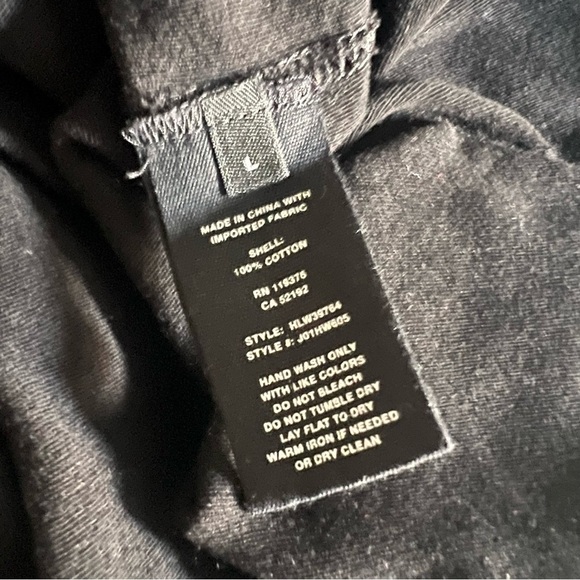 L
MADE IN CHINA WITH
IMPORTED FABRIC
SHELL:
100% COTTON
RN 118376
CA 52192
STYLE: HLW39764
STYLE #: J01HW605
HAND WASH ONLY
WITH LIKE COLORS
DO NOT BLEACH
DO NOT TUMBLE DRY
LAY FLAT TO DRY
WARM IRON IF NEEDED
OR DRY CLEAN